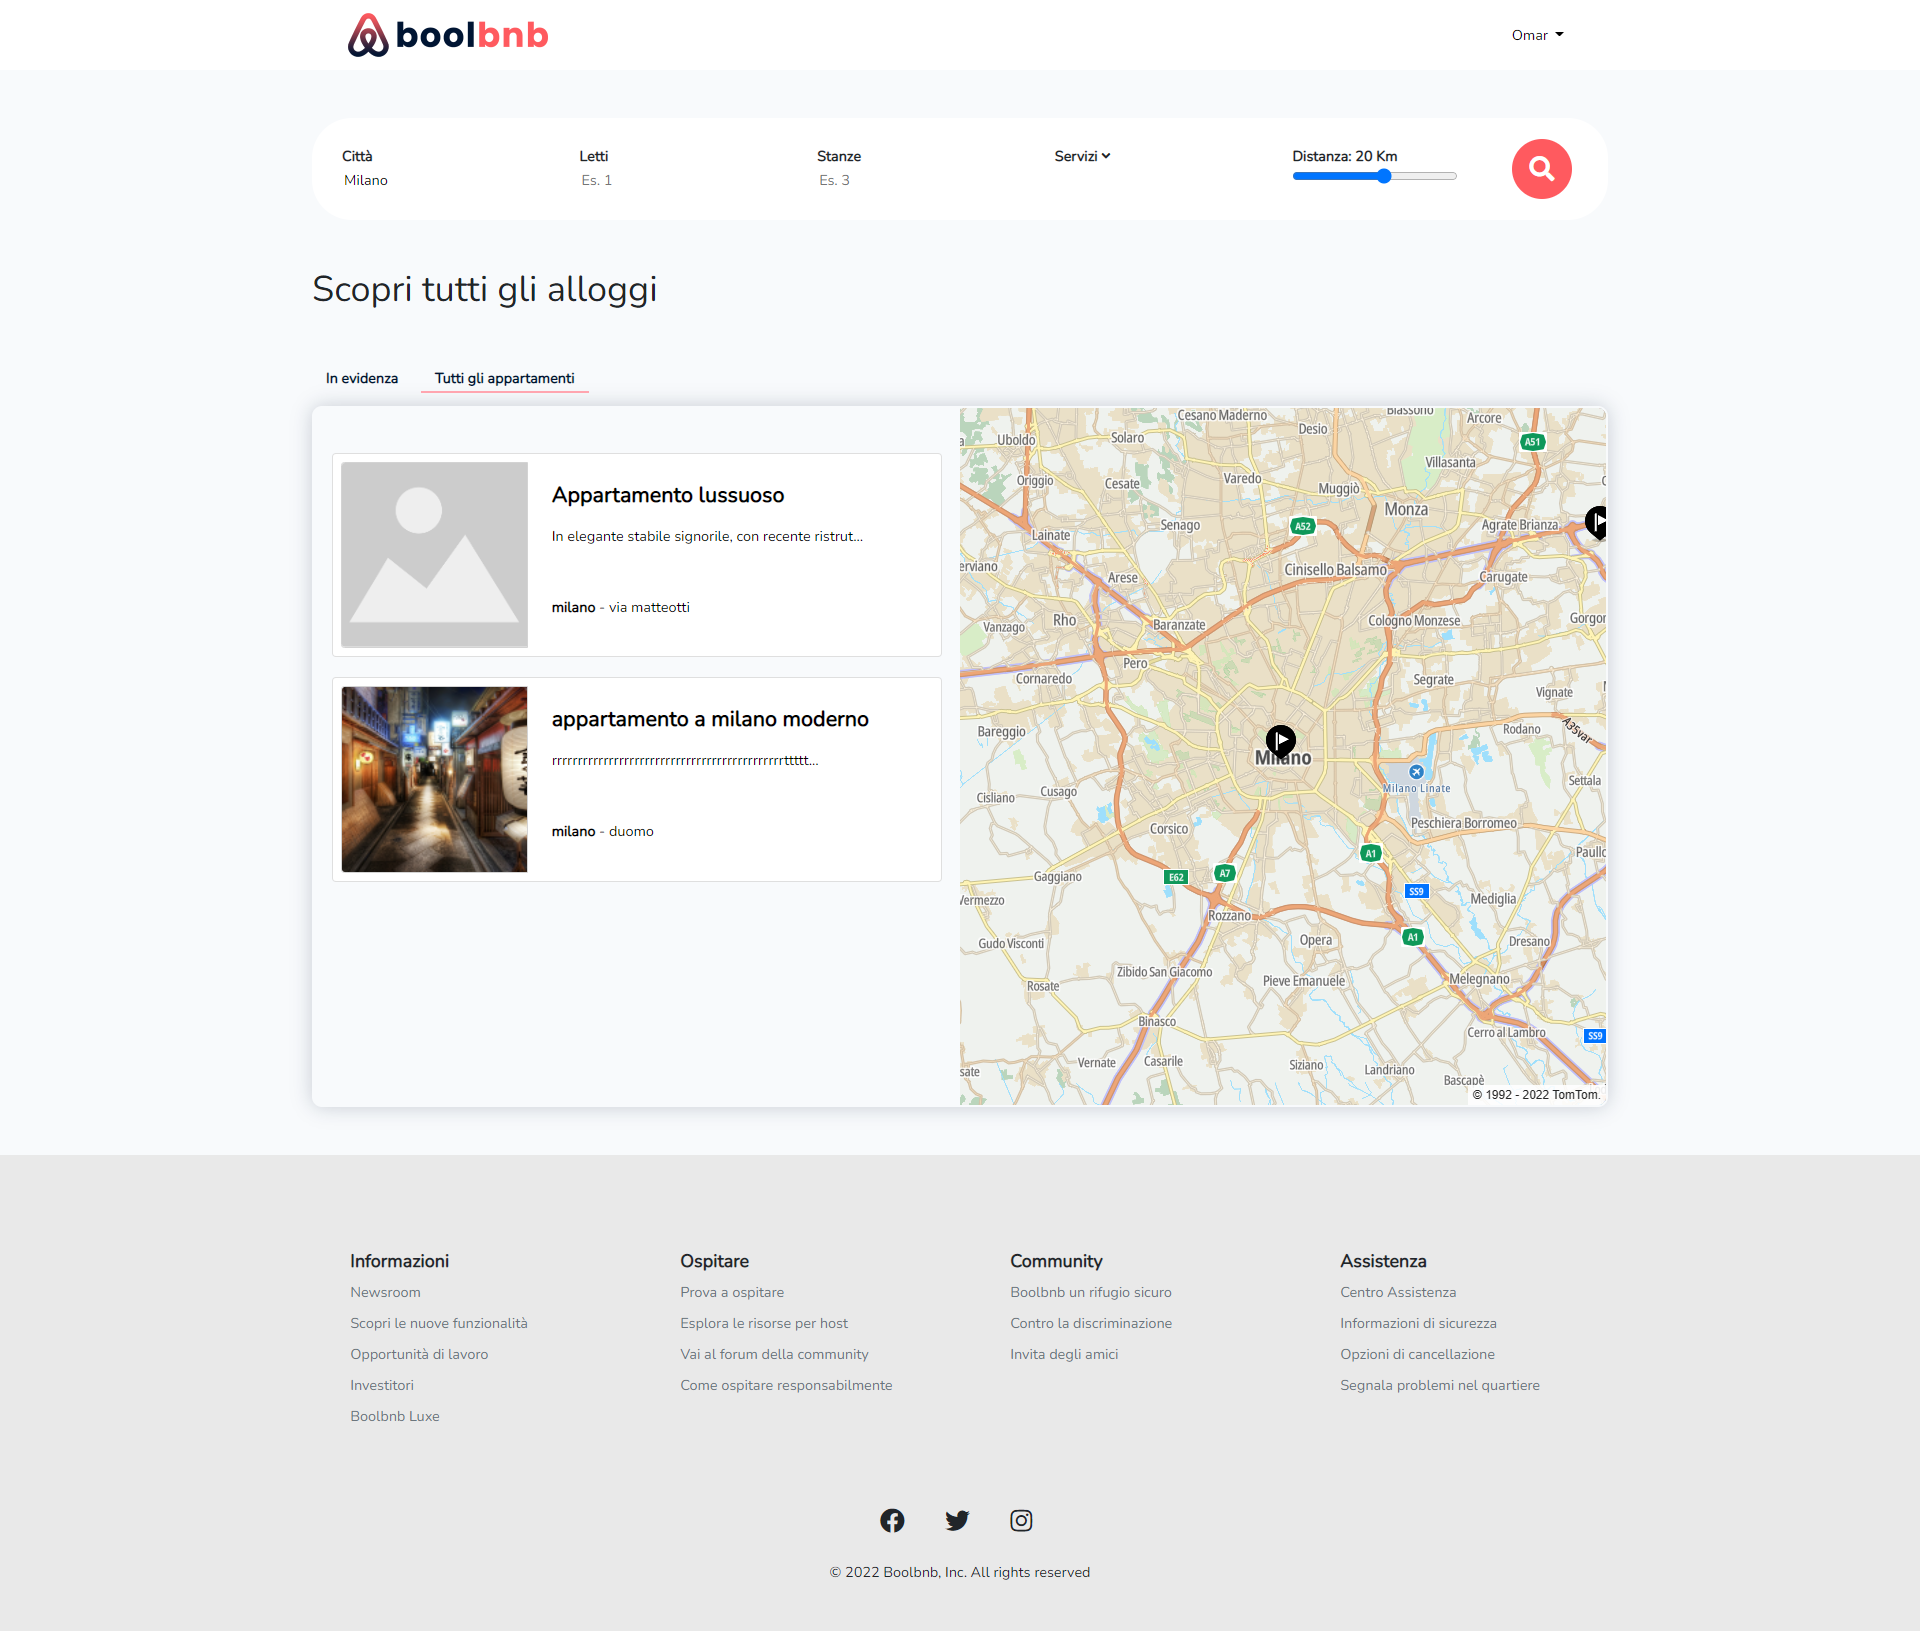 boolbnb
Omar
Città
Letti
Stanze
Servizi
Distanza: 20 Km
Milano
Es. 1
Es. 3
Scopri tutti gli alloggi
In evidenza
Tutti gli appartamenti
Appartamento lussuoso
In elegante stabile signorile, con recente ristrut...
milano - via matteotti
appartamento a milano moderno
milano - duomo
Cesano Maderno
Biassono
Arcore
Uboldo
Solaro
Desio
A51
Villasanta
Origgio
Cesate
Varedo
Muggiò
Monza
Senago
A52
Agrate Brianza
Lainate
Cinisello Balsamo
Arese
Carugate
Vanzago
Rho
Baranzate
Cologno Monzese
Pero
Cornaredo
Segrate
Vignate
Bareggio
Rodano
A35var
Milano
Milano Linate
Settala
Cisliano
Cusago
Corsico
Peschiera Borromeo
A1
Gaggiano
E62
A7
SS9
Vermezzo
Mediglia
Rozzano
Gudo Visconti
Opera
A1
Dresano
Zibido San Giacomo
Pieve Emanuele
Melegnano
Rosate
Binasco
Cerro al Lambro
SS9
Vernate
Casarile
Siziano
Landriano
Bascapè
© 1992 - 2022 TomTom.
Informazioni
Newsroom
Scopri le nuove funzionalità
Opportunità di lavoro
Investitori
Boolbnb Luxe
Ospitare
Prova a ospitare
Esplora le risorse per host
Vai al forum della community
Come ospitare responsabilmente
Community
Boolbnb un rifugio sicuro
Contro la discriminazione
Invita degli amici
Assistenza
Centro Assistenza
Informazioni di sicurezza
Opzioni di cancellazione
Segnala problemi nel quartiere
© 2022 Boolbnb, Inc. All rights reserved